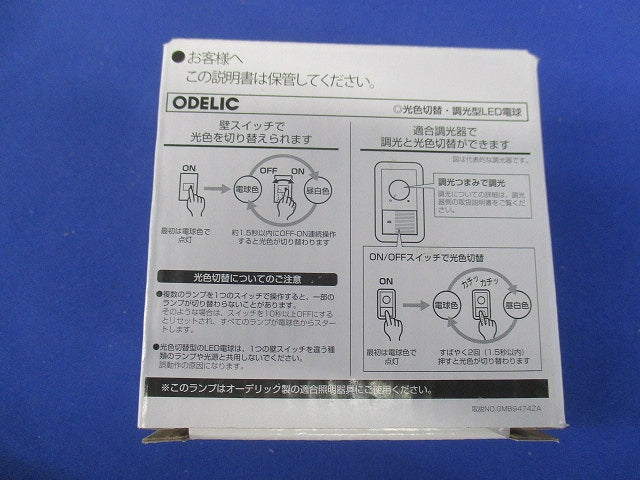 ●お客様へ
この説明書は保管してください。
ODELIC
◎光色切替・調光型LED電球
壁スイッチで
光色を切り替えられます
ON
最初は電球色で
点灯
電球色
OFF ON
昼白色
約1.5秒以内にOFF-ON連続操作
すると光色が切り替わります
光色切替についてのご注意
●複数のランプを1つのスイッチで操作すると、一部の
ランプが切り替わらないことがあります。
そのような場合は、スイッチを10秒以上OFFにする
とリセットされ、すべてのランプが電球色からスター
トします。
●光色切替型のLED電球は、1つの壁スイッチを違う種
類のランプや光源と共用しないでください。
誤動作の原因になります。
適合調光器で
調光と光色切替ができます
図は代表的な調光器です。
調光つまみで調光
調光についての詳細は、調光
器側の取扱説明書をご覧く
ださい。
ON/OFFスイッチで光色切替
ON
最初は電球色で
点灯
電球色
カチッ カチッ
昼白色
すばやく2回（1.5秒以内）
押すと光色が切り替わります
※このランプはオーデリック製の適合照明器具にご使用ください。
取説NO.GMB9474ZA